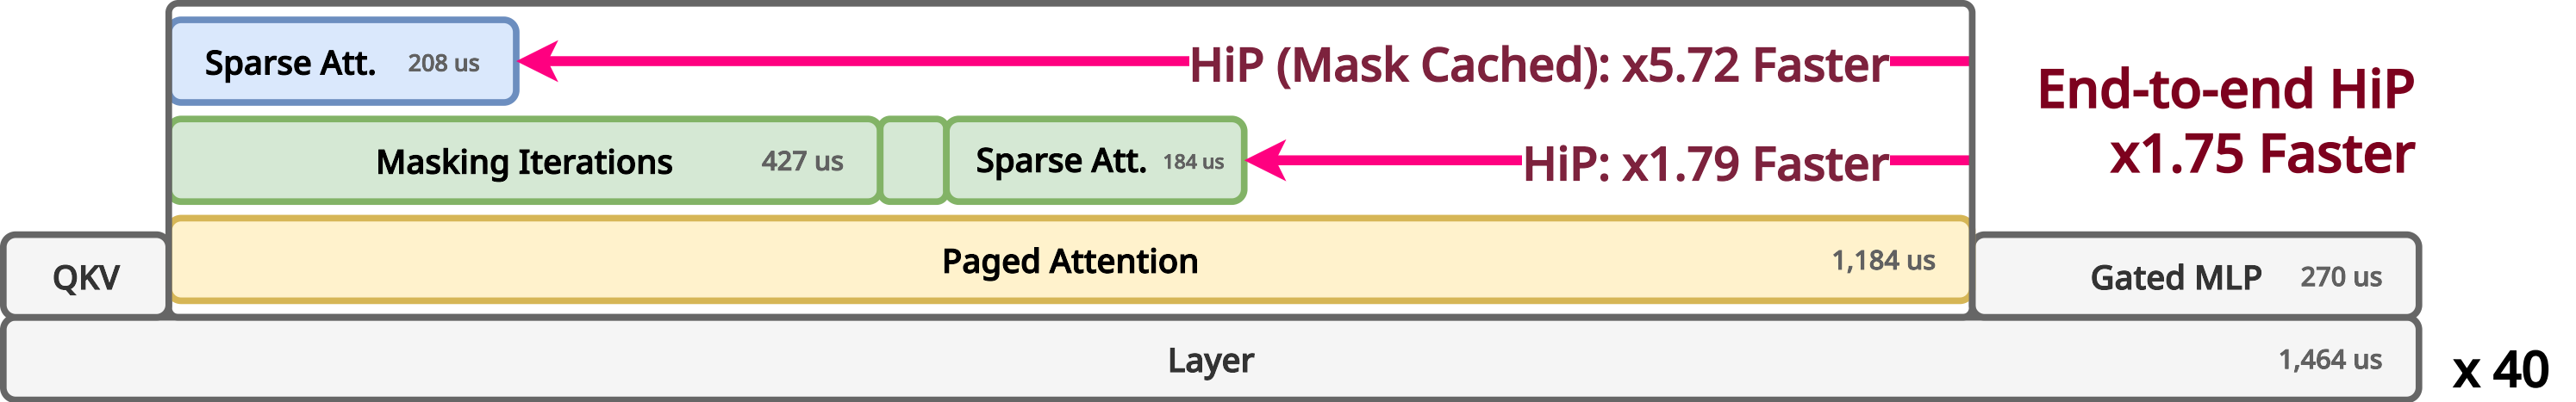 Sparse Att. 208 us
HiP (Mask Cached): x5.72 Faster
End-to-end HiP
x1.75 Faster
Masking Iterations 427 us
Sparse Att. 184 us
HiP: x1.79 Faster
QKV
Paged Attention 1,184 us
Gated MLP 270 us
Layer 1,464 us
x 40